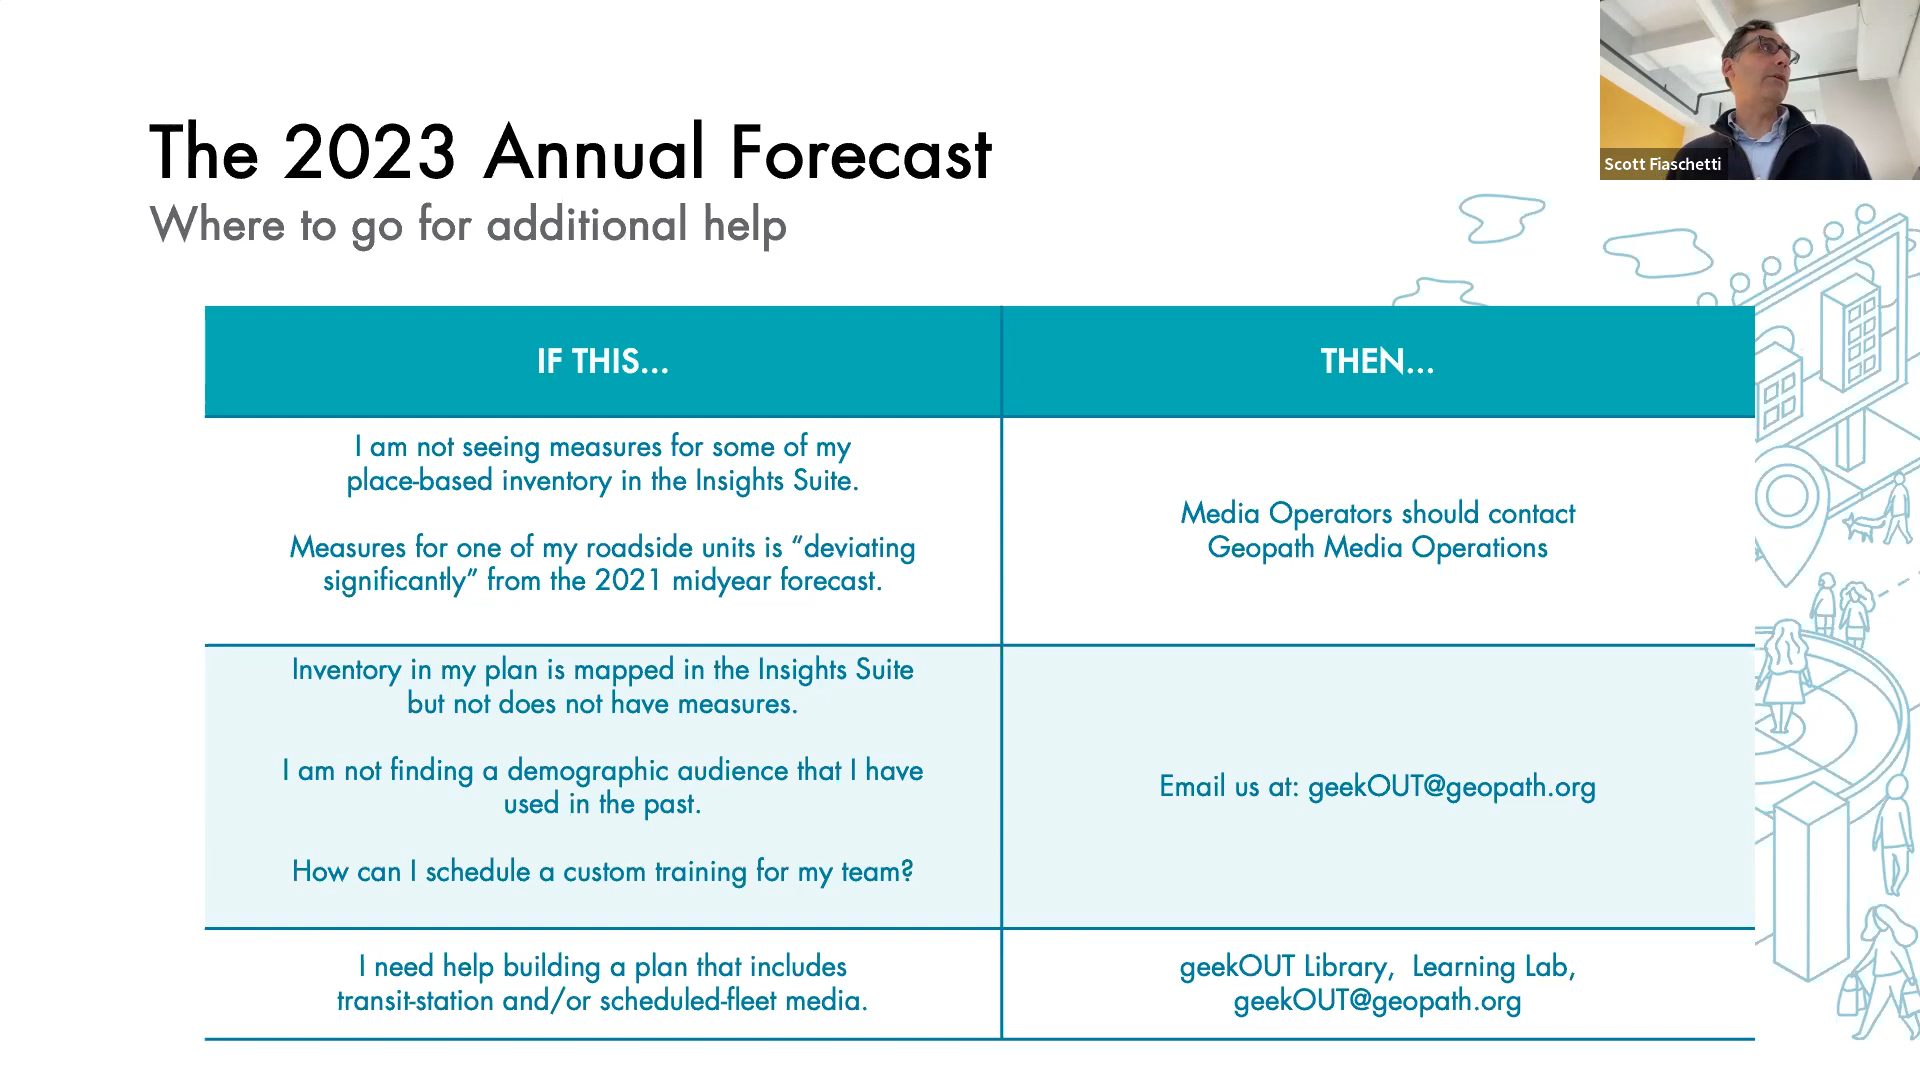 Scott Fiaschetti
The 2023 Annual Forecast
Where to go for additional help
IF THIS...
THEN...
I am not seeing measures for some of my
place-based inventory in the Insights Suite.
Measures for one of my roadside units is “deviating
significantly” from the 2021 midyear forecast.
Media Operators should contact
Geopath Media Operations
Inventory in my plan is mapped in the Insights Suite
but not does not have measures.
I am not finding a demographic audience that I have
used in the past.
How can I schedule a custom training for my team?
Email us at: geekOUT@geopath.org
I need help building a plan that includes
transit-station and/or scheduled-fleet media.
geekOUT Library, Learning Lab,
geekOUT@geopath.org